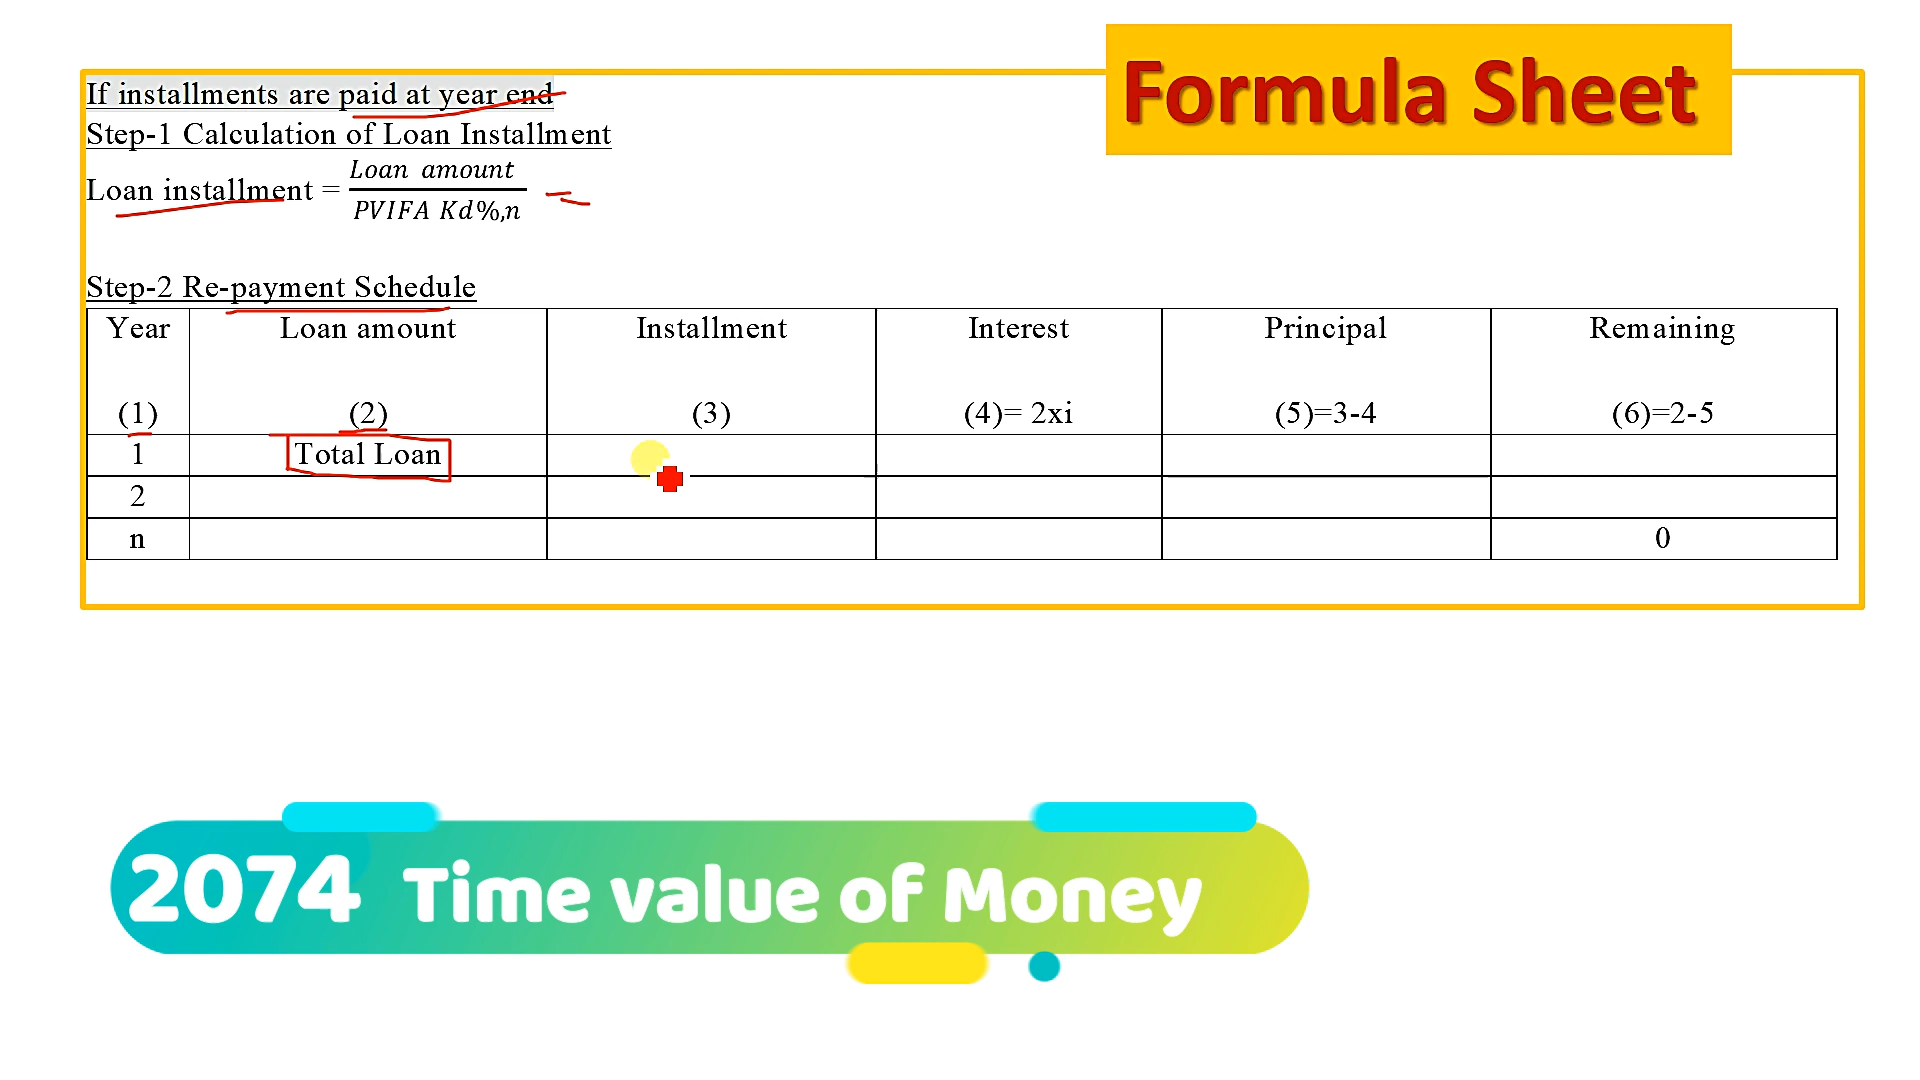 Formula Sheet
If installments are paid at year end
Step-1 Calculation of Loan Installment
Loan installment = Loan amount / PVIFA Kd%,n
Step-2 Re-payment Schedule
Year Loan amount Installment Interest Principal Remaining
(1) (2) (3) (4)= 2xi (5)=3-4 (6)=2-5
1 Total Loan
2
n 0
2074 Time value of Money